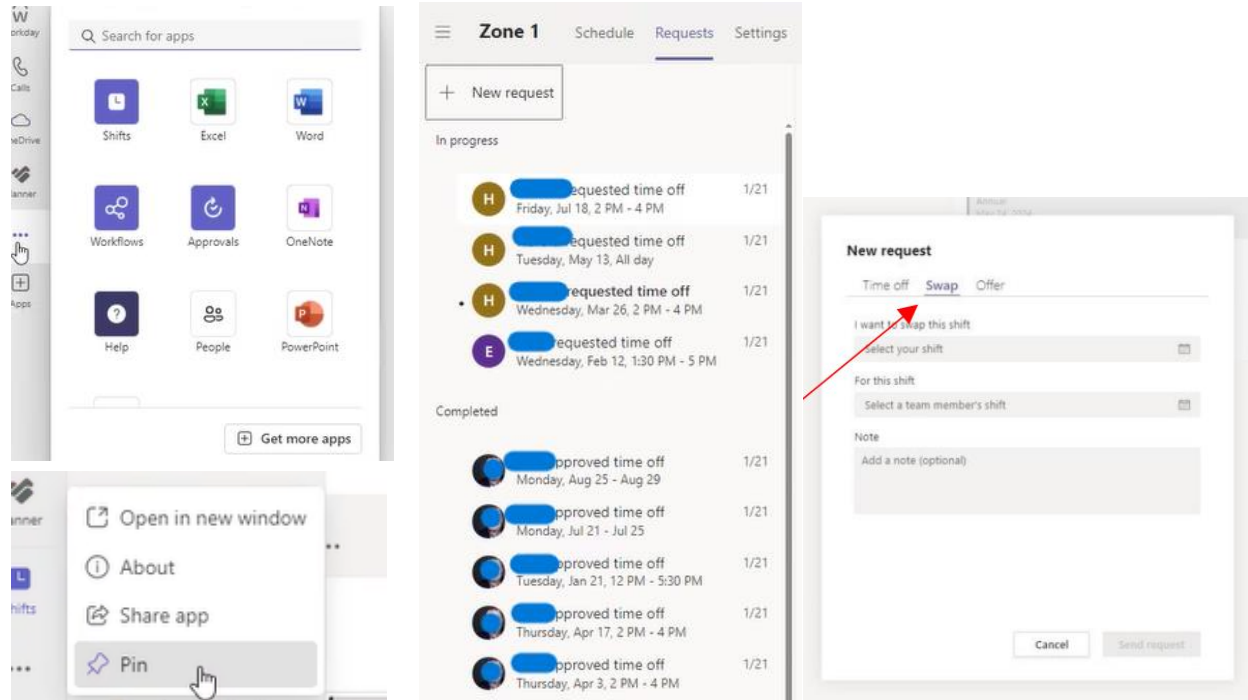 W
orkday
Search for apps
Calls
Shifts
Excel
Word
neDrive
lanner
Workflows
Approvals
OneNote
Apps
Help
People
PowerPoint
Get more apps
anner
Open in new window
About
hifts
Share app
Pin
Zone 1 Schedule Requests Settings
New request
In progress
H equested time off 1/21
Friday, Jul 18, 2 PM - 4 PM
H equested time off 1/21
Tuesday, May 13, All day
H requested time off 1/21
Wednesday, Mar 26, 2 PM - 4 PM
E equested time off 1/21
Wednesday, Feb 12, 1:30 PM - 5 PM
Completed
pproved time off 1/21
Monday, Aug 25 - Aug 29
pproved time off 1/21
Monday, Jul 21 - Jul 25
pproved time off 1/21
Tuesday, Jan 21, 12 PM - 5:30 PM
pproved time off 1/21
Thursday, Apr 17, 2 PM - 4 PM
pproved time off 1/21
Thursday, Apr 3, 2 PM - 4 PM
Annual
New request
Time off Swap Offer
I want to swap this shift
Select your shift
For this shift
Select a team member's shift
Note
Add a note (optional)
Cancel Send request